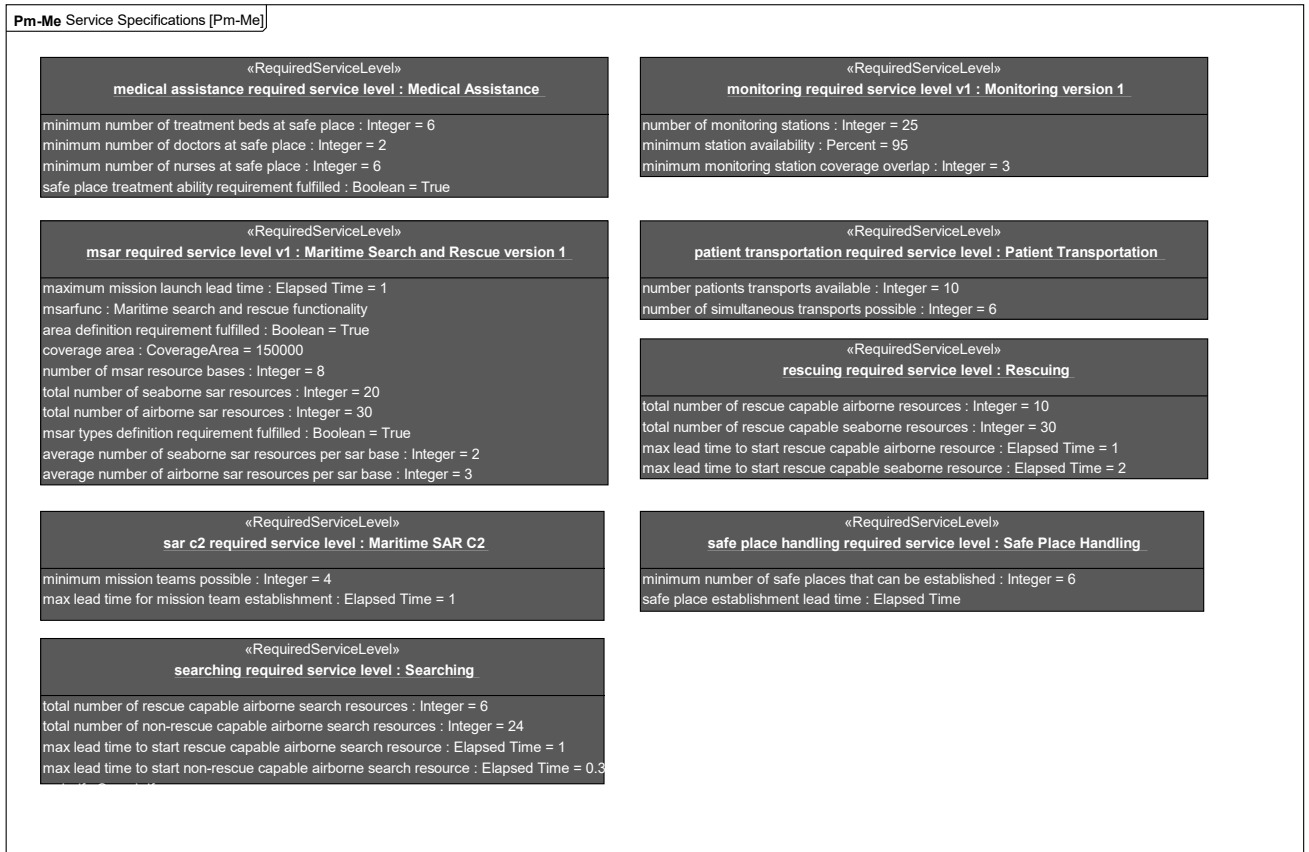 Pm-Me Service Specifications [Pm-Me]
«RequiredServiceLevel»
medical assistance required service level : Medical Assistance
minimum number of treatment beds at safe place : Integer = 6
minimum number of doctors at safe place : Integer = 2
minimum number of nurses at safe place : Integer = 6
safe place treatment ability requirement fulfilled : Boolean = True
«RequiredServiceLevel»
monitoring required service level v1 : Monitoring version 1
number of monitoring stations : Integer = 25
minimum station availability : Percent = 95
minimum monitoring station coverage overlap : Integer = 3
«RequiredServiceLevel»
msar required service level v1 : Maritime Search and Rescue version 1
maximum mission launch lead time : Elapsed Time = 1
msarfunc : Maritime search and rescue functionality
area definition requirement fulfilled : Boolean = True
coverage area : CoverageArea = 150000
number of msar resource bases : Integer = 8
total number of seaborne sar resources : Integer = 20
total number of airborne sar resources : Integer = 30
msar types definition requirement fulfilled : Boolean = True
average number of seaborne sar resources per sar base : Integer = 2
average number of airborne sar resources per sar base : Integer = 3
«RequiredServiceLevel»
patient transportation required service level : Patient Transportation
number pationts transports available : Integer = 10
number of simultaneous transports possible : Integer = 6
«RequiredServiceLevel»
rescuing required service level : Rescuing
total number of rescue capable airborne resources : Integer = 10
total number of rescue capable seaborne resources : Integer = 30
max lead time to start rescue capable airborne resource : Elapsed Time = 1
max lead time to start rescue capable seaborne resource : Elapsed Time = 2
«RequiredServiceLevel»
sar c2 required service level : Maritime SAR C2
minimum mission teams possible : Integer = 4
max lead time for mission team establishment : Elapsed Time = 1
«RequiredServiceLevel»
safe place handling required service level : Safe Place Handling
minimum number of safe places that can be established : Integer = 6
safe place establishment lead time : Elapsed Time
«RequiredServiceLevel»
searching required service level : Searching
total number of rescue capable airborne search resources : Integer = 6
total number of non-rescue capable airborne search resources : Integer = 24
max lead time to start rescue capable airborne search resource : Elapsed Time = 1
max lead time to start non-rescue capable airborne search resource : Elapsed Time = 0.3